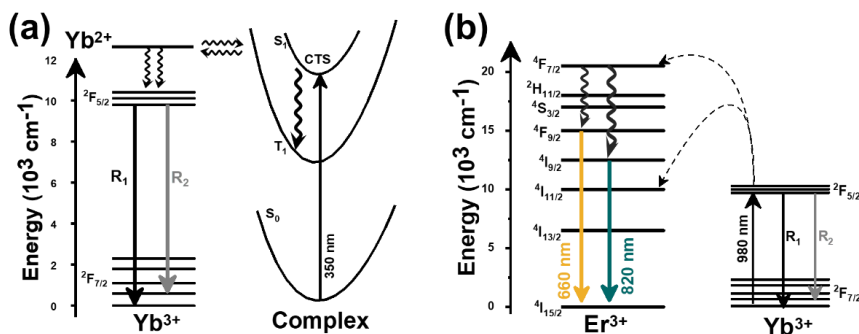 (a)
Yb²⁺
Energy (10³ cm⁻¹)
12
10
8
6
4
2
0
²F₅/₂
R₁
R₂
²F₇/₂
Yb³⁺
S₁
CTS
T₁
S₀
350 nm
Complex
(b)
Energy (10³ cm⁻¹)
20
15
10
5
0
⁴F₇/₂
²H₁₁/₂
⁴S₃/₂
⁴F₉/₂
⁴I₉/₂
⁴I₁₁/₂
⁴I₁₃/₂
⁴I₁₅/₂
660 nm
820 nm
Er³⁺
980 nm
R₁
R₂
²F₅/₂
²F₇/₂
Yb³⁺